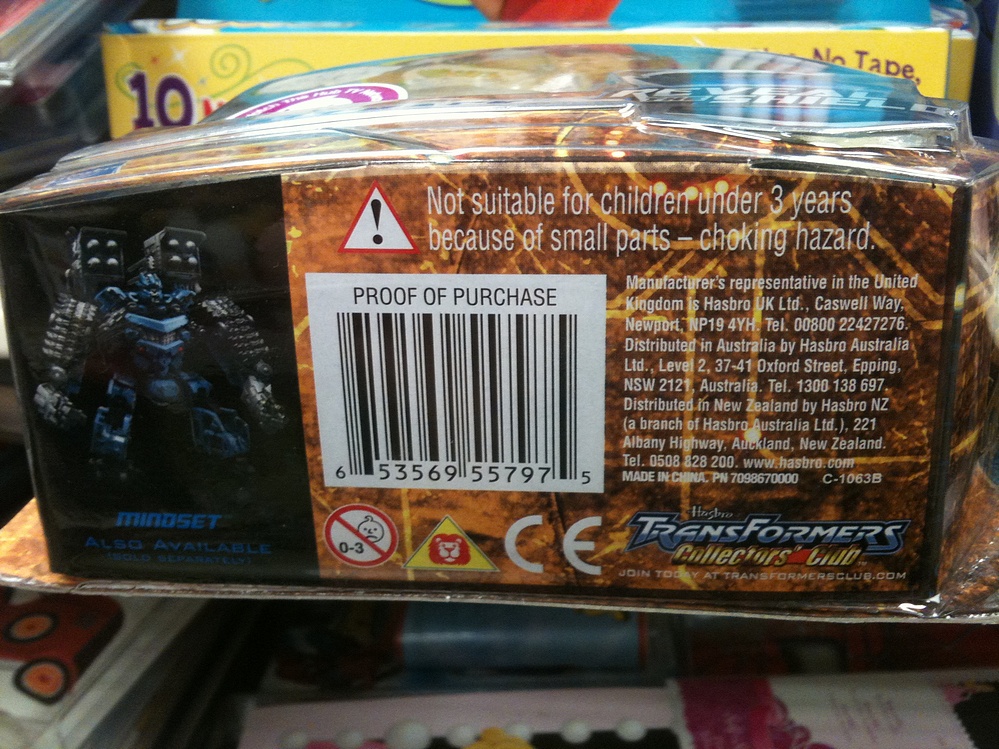 10
No Tape,
REVEAL
SHIELD
Not suitable for children under 3 years
because of small parts – choking hazard.
PROOF OF PURCHASE
6 53569 55797 5
Manufacturer's representative in the United
Kingdom is Hasbro UK Ltd., Caswell Way,
Newport, NP19 4YH. Tel. 00800 22427276.
Distributed in Australia by Hasbro Australia
Ltd., Level 2, 37-41 Oxford Street, Epping,
NSW 2121, Australia. Tel. 1300 138 697.
Distributed in New Zealand by Hasbro NZ
(a branch of Hasbro Australia Ltd.), 221
Albany Highway, Auckland, New Zealand.
Tel. 0508 828 200. www.hasbro.com
MADE IN CHINA. PN 7098670000 C-1063B
MINDSET
ALSO AVAILABLE
(SOLD SEPARATELY)
0-3
CE
Hasbro
TRANSFORMERS
Collectors' Club™
JOIN TODAY AT TRANSFORMERSCLUB.COM